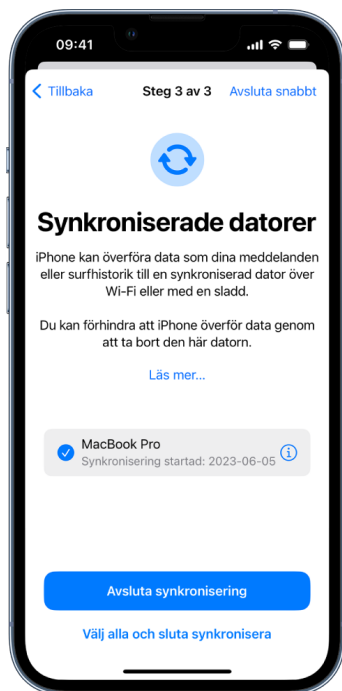 09:41
Tillbaka Steg 3 av 3 Avsluta snabbt
Synkroniserade datorer
iPhone kan överföra data som dina meddelanden
eller surfhistorik till en synkroniserad dator över
Wi-Fi eller med en sladd.
Du kan förhindra att iPhone överför data genom
att ta bort den här datorn.
Läs mer...
MacBook Pro
Synkronisering startad: 2023-06-05
Avsluta synkronisering
Välj alla och sluta synkronisera